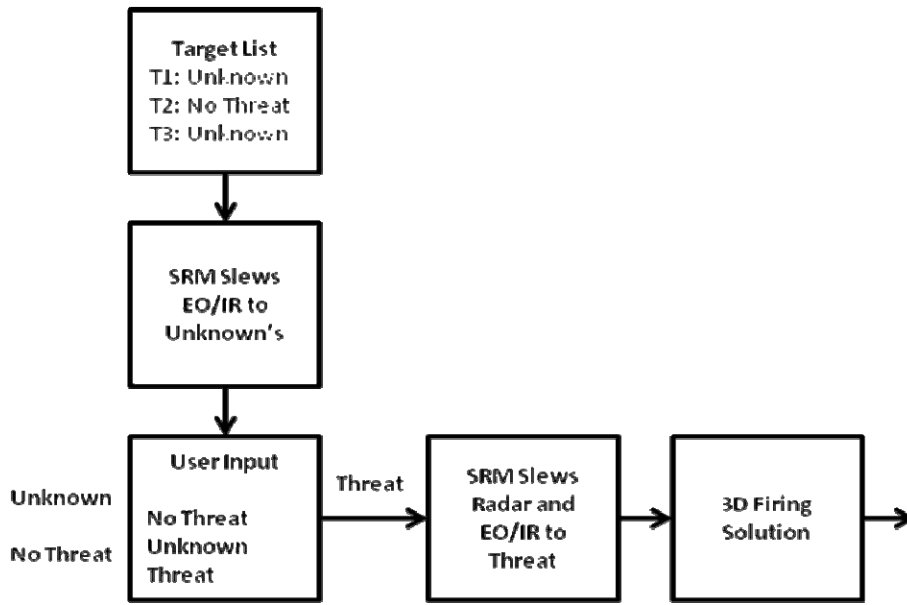 Target List
T1: Unknown
T2: No Threat
T3: Unknown
SRM Slews
EO/IR to
Unknown's
User Input
No Threat
Unknown
Threat
Unknown
No Threat
Threat
SRM Slews
Radar and
EO/IR to
Threat
3D Firing
Solution